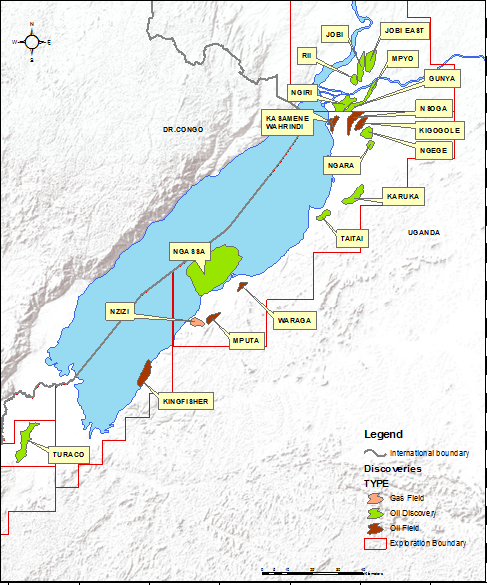 N
W
E
S
JOBI
JOBI EAST
RII
MPYO
NGIRI
GUNYA
KASAMENE
WAHRINDI
NSOGA
KIGOGOLE
DR.CONGO
NGEGE
NGARA
KARUKA
TAITAI
UGANDA
NGASSA
NZIZI
WARAGA
MPUTA
KINGFISHER
TURACO
Legend
International boundary
Discoveries
TYPE
Gas Field
Oil Discovery
Oil Field
Exploration Boundary